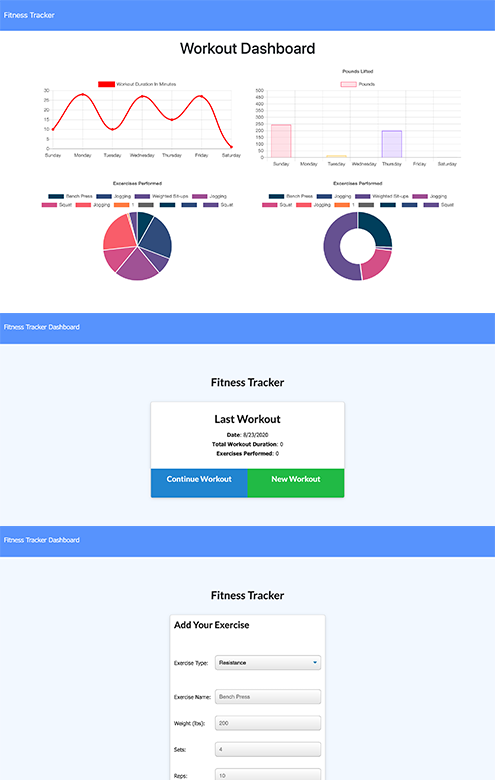 Fitness Tracker
Workout Dashboard
Workout Duration In Minutes
30
25
20
15
10
5
0
Sunday Monday Tuesday Wednesday Thursday Friday Saturday
Pounds Lifted
Pounds
500
450
400
350
300
250
200
150
100
50
0
Sunday Monday Tuesday Wednesday Thursday Friday Saturday
Excercises Performed
Bench Press Jogging Weighted Sit-ups Jogging
Squat Jogging 1 Squat
Excercises Performed
Bench Press Jogging Weighted Sit-ups Jogging
Squat Jogging 1 Squat
Fitness Tracker Dashboard
Fitness Tracker
Last Workout
Date: 8/23/2020
Total Workout Duration: 0
Exercises Performed: 0
Continue Workout New Workout
Fitness Tracker Dashboard
Fitness Tracker
Add Your Exercise
Exercise Type: Resistance
Exercise Name: Bench Press
Weight (lbs): 200
Sets: 4
Reps: 10